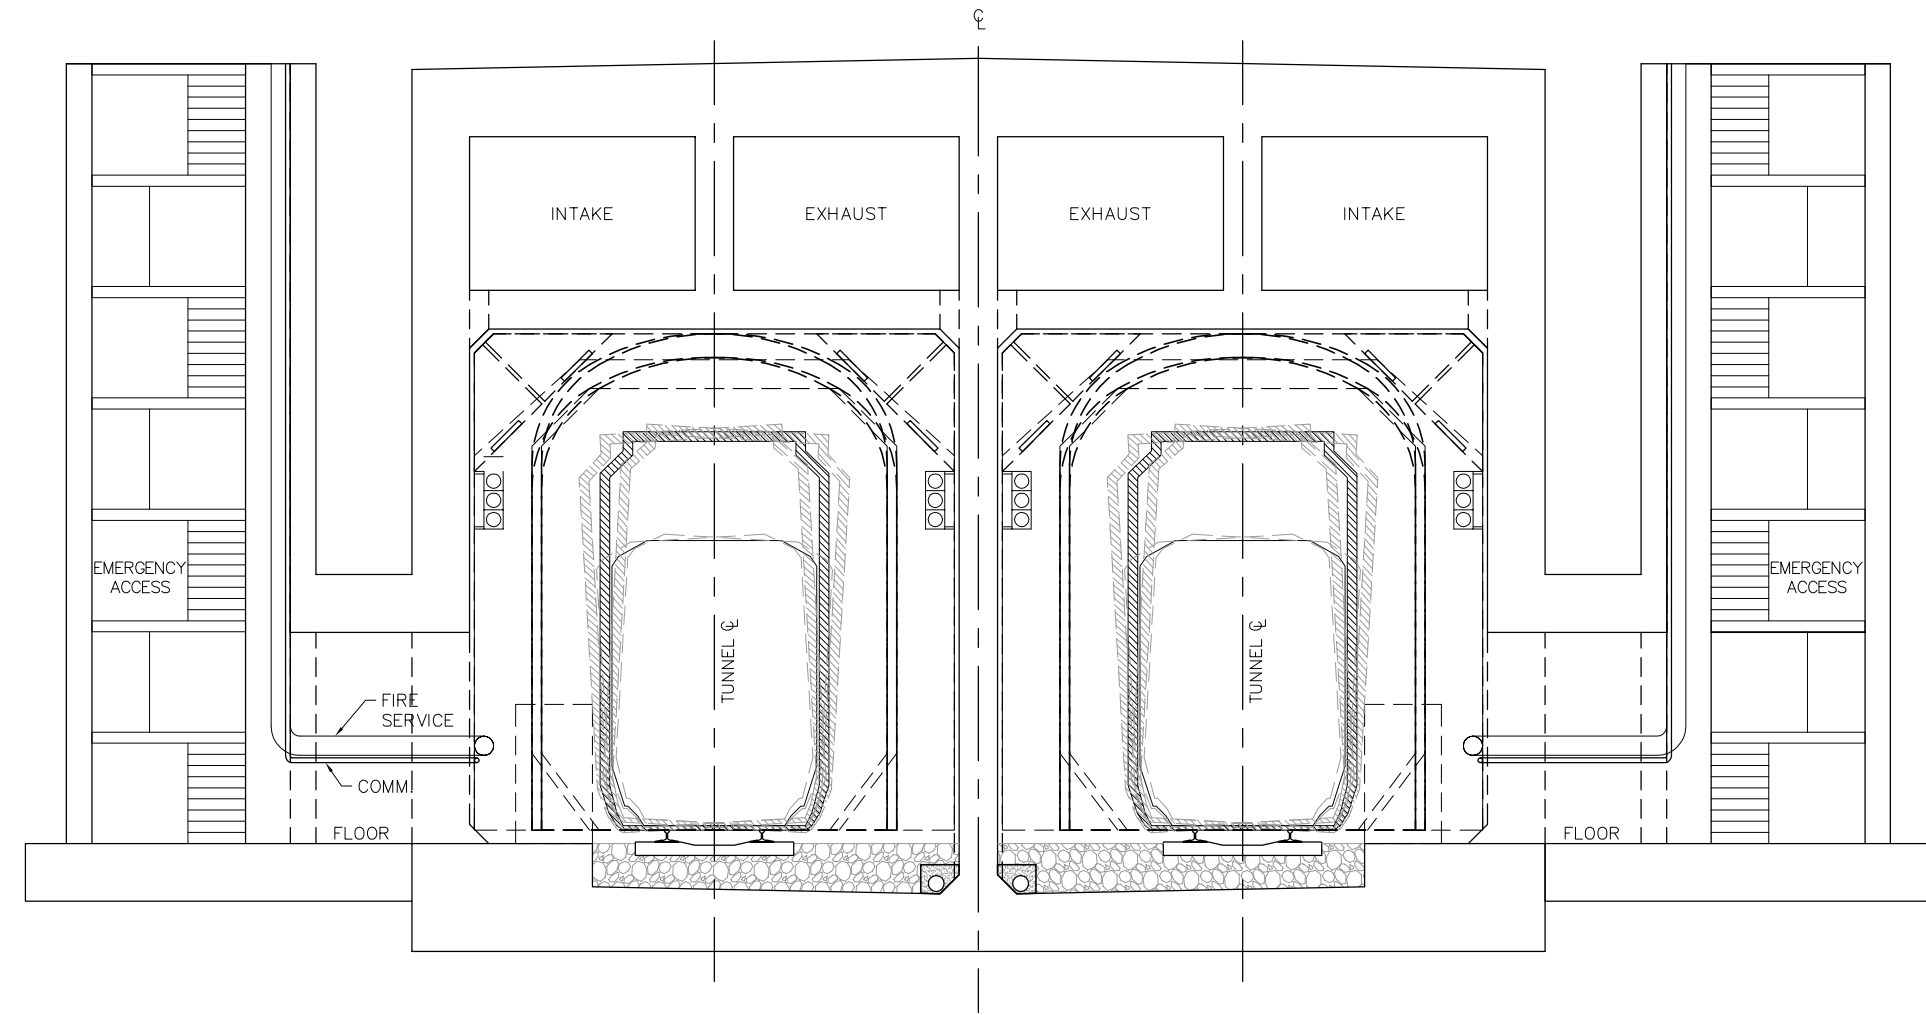 ℄
INTAKE
EXHAUST
EXHAUST
INTAKE
EMERGENCY
ACCESS
EMERGENCY
ACCESS
TUNNEL ℄
TUNNEL ℄
FIRE
SERVICE
COMM.
FLOOR
FLOOR